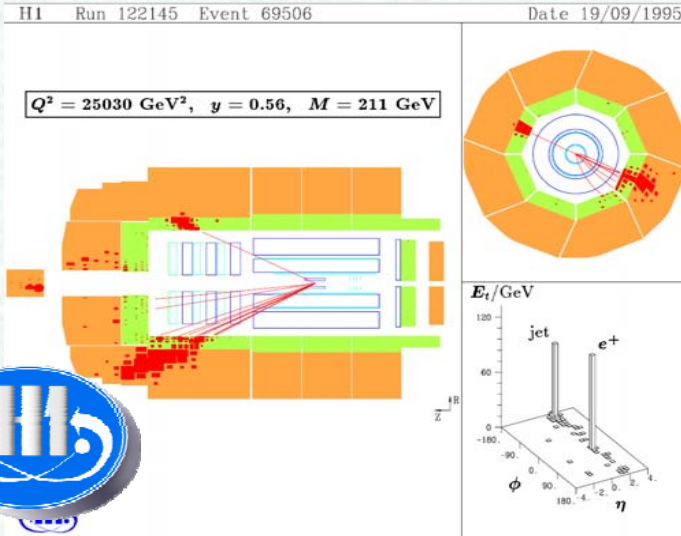 H1 Run 122145 Event 69506 Date 19/09/1995
Q² = 25030 GeV², y = 0.56, M = 211 GeV
R
Z
E_t/GeV
120
jet
e⁺
60
0
-180.
-90.
ϕ
90.
180.
-4.
-2.
0.
2.
4.
η